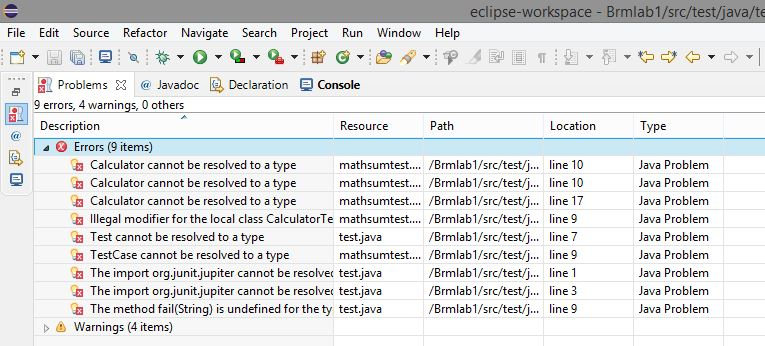 eclipse-workspace - Brmlab1/src/test/java/te
File Edit Source Refactor Navigate Search Project Run Window Help
Problems @ Javadoc Declaration Console
9 errors, 4 warnings, 0 others
Description Resource Path Location Type
Errors (9 items)
Calculator cannot be resolved to a type mathsumtest.... /Brmlab1/src/test/j... line 10 Java Problem
Calculator cannot be resolved to a type mathsumtest.... /Brmlab1/src/test/j... line 10 Java Problem
Calculator cannot be resolved to a type mathsumtest.... /Brmlab1/src/test/j... line 17 Java Problem
Illegal modifier for the local class CalculatorTe mathsumtest.... /Brmlab1/src/test/j... line 9 Java Problem
Test cannot be resolved to a type test.java /Brmlab1/src/test/j... line 7 Java Problem
TestCase cannot be resolved to a type mathsumtest.... /Brmlab1/src/test/j... line 9 Java Problem
The import org.junit.jupiter cannot be resolved test.java /Brmlab1/src/test/j... line 1 Java Problem
The import org.junit.jupiter cannot be resolved test.java /Brmlab1/src/test/j... line 3 Java Problem
The method fail(String) is undefined for the ty test.java /Brmlab1/src/test/j... line 9 Java Problem
Warnings (4 items)